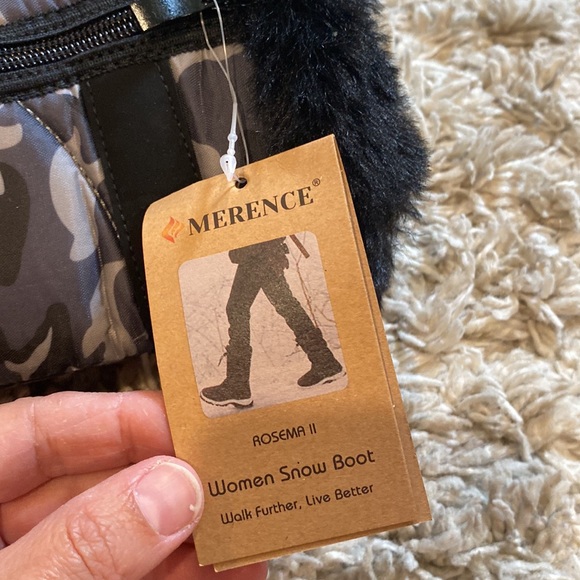 MERENCE®
ROSEMA II
Women Snow Boot
Walk Further, Live Better